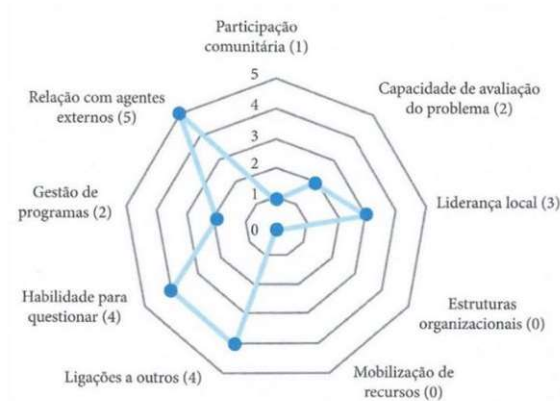 Participação
comunitária (1)
Capacidade de avaliação
do problema (2)
Liderança local (3)
Estruturas
organizacionais (0)
Mobilização de
recursos (0)
Ligações a outros (4)
Habilidade para
questionar (4)
Gestão de
programas (2)
Relação com agentes
externos (5)
5
4
3
2
1
0